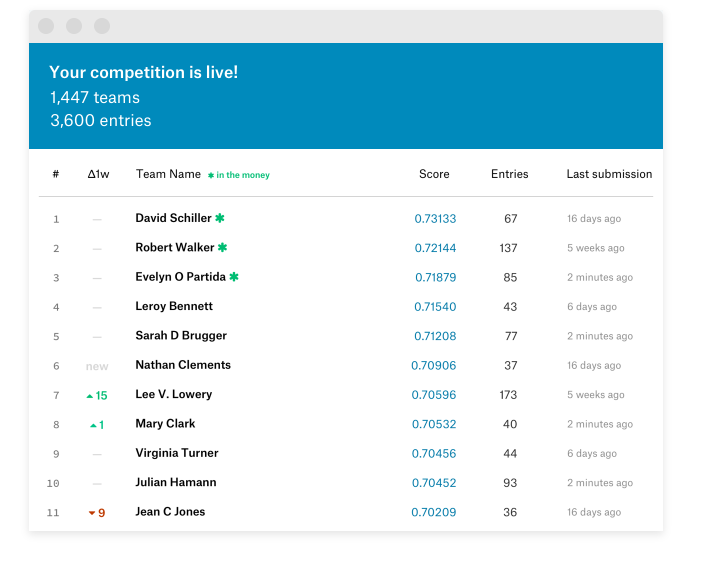 Your competition is live!
1,447 teams
3,600 entries
# Δ1w Team Name * in the money Score Entries Last submission
1 — David Schiller * 0.73133 67 16 days ago
2 — Robert Walker * 0.72144 137 5 weeks ago
3 — Evelyn O Partida * 0.71879 85 2 minutes ago
4 — Leroy Bennett 0.71540 43 6 days ago
5 — Sarah D Brugger 0.71208 77 2 minutes ago
6 new Nathan Clements 0.70906 37 16 days ago
7 ▲15 Lee V. Lowery 0.70596 173 5 weeks ago
8 ▲1 Mary Clark 0.70532 40 2 minutes ago
9 — Virginia Turner 0.70456 44 6 days ago
10 — Julian Hamann 0.70452 93 2 minutes ago
11 ▼9 Jean C Jones 0.70209 36 16 days ago